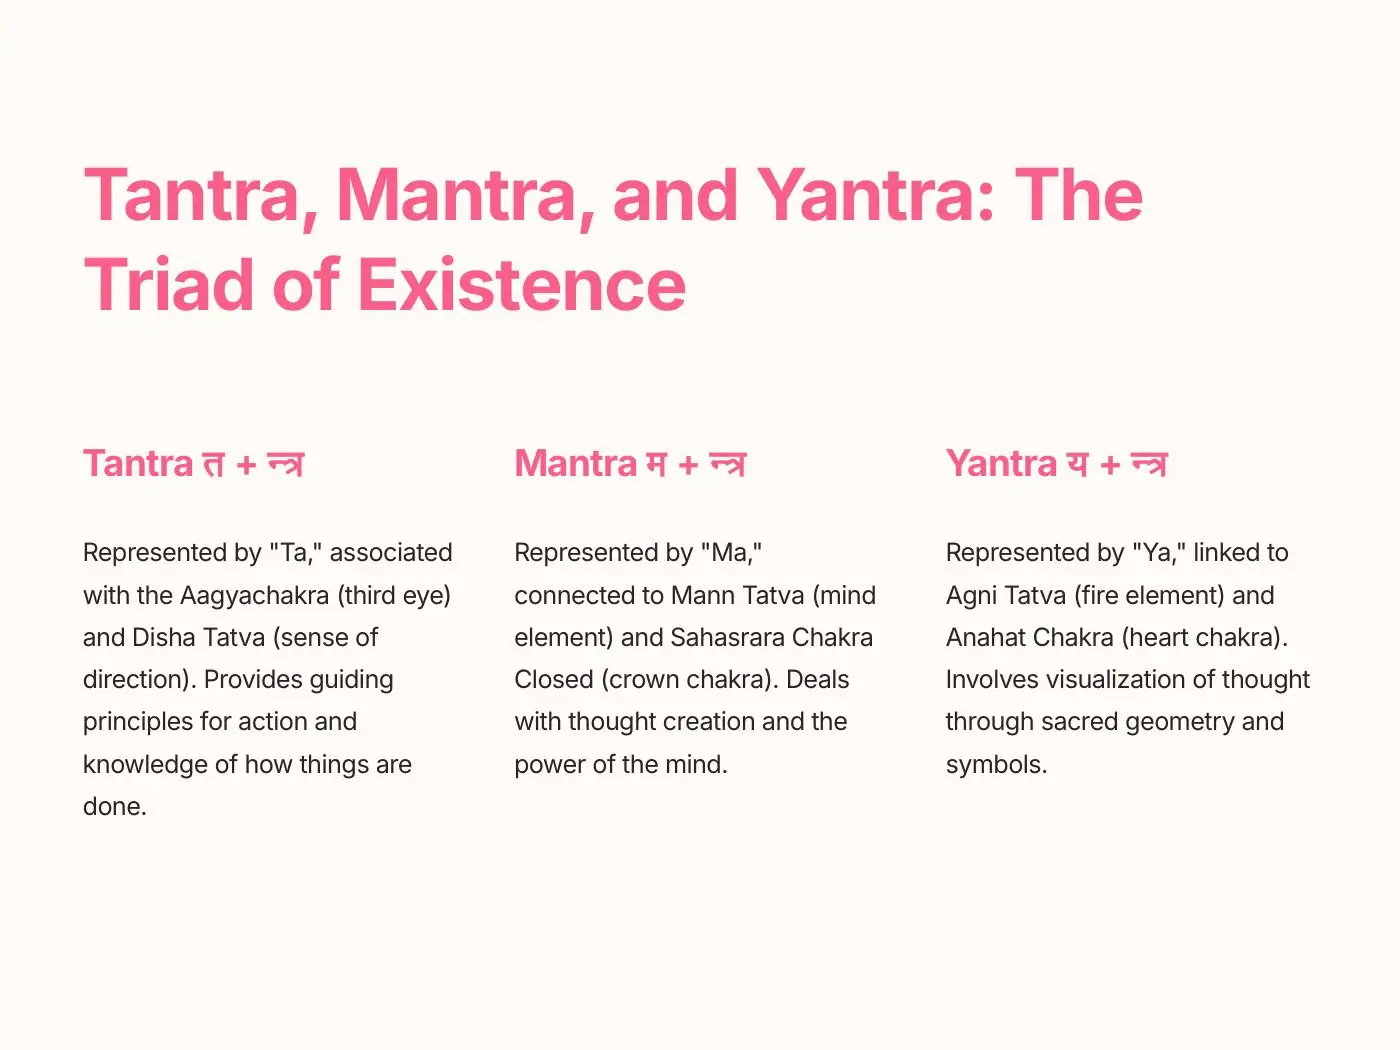 Tantra, Mantra, and Yantra: The
Triad of Existence
Tantra त + न्त्र
Represented by "Ta," associated
with the Aagyachakra (third eye)
and Disha Tatva (sense of
direction). Provides guiding
principles for action and
knowledge of how things are
done.
Mantra म + न्त्र
Represented by "Ma,"
connected to Mann Tatva (mind
element) and Sahasrara Chakra
Closed (crown chakra). Deals
with thought creation and the
power of the mind.
Yantra य + न्त्र
Represented by "Ya," linked to
Agni Tatva (fire element) and
Anahat Chakra (heart chakra).
Involves visualization of thought
through sacred geometry and
symbols.